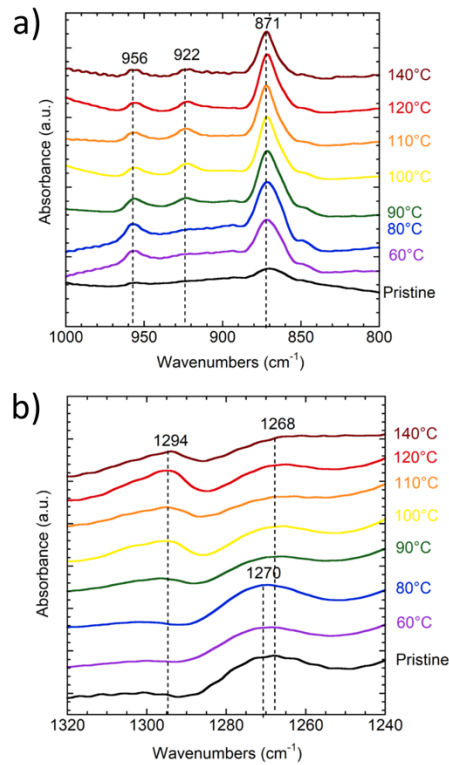 a)
871
956
922
140°C
120°C
110°C
100°C
90°C
80°C
60°C
Pristine
Absorbance (a.u.)
1000 950 900 850 800
Wavenumbers (cm-1)
b)
1294
1268
1270
140°C
120°C
110°C
100°C
90°C
80°C
60°C
Pristine
Absorbance (a.u.)
1320 1300 1280 1260 1240
Wavenumbers (cm-1)